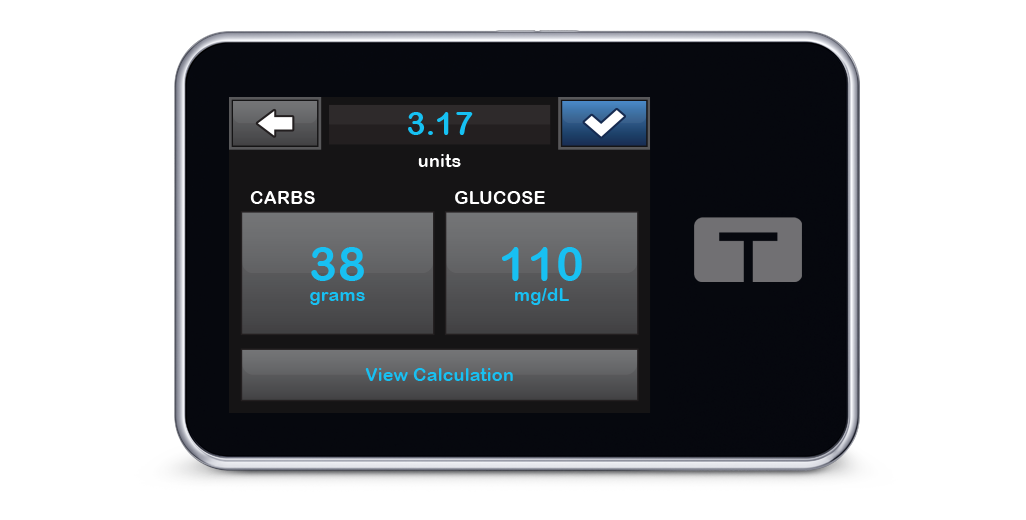 3.17
units
CARBS
GLUCOSE
38
grams
110
mg/dL
View Calculation
T